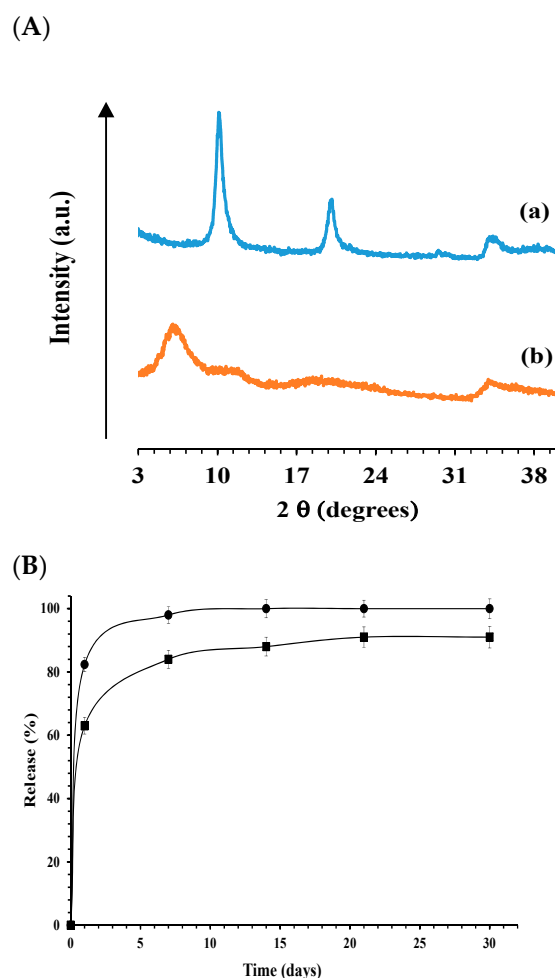 (A)
Intensity (a.u.)
(a)
(b)
3 10 17 24 31 38
2 θ (degrees)
(B)
100
80
60
40
20
0
Release (%)
0 5 10 15 20 25 30
Time (days)